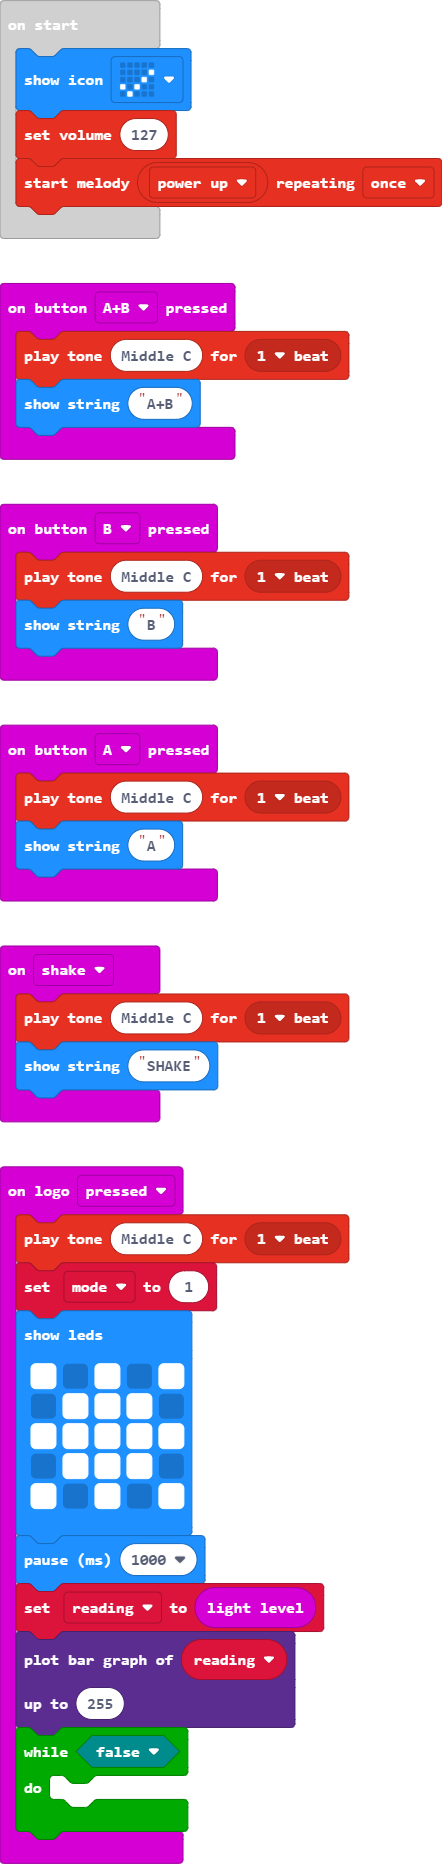 on start
show icon
set volume 127
start melody power up repeating once
on button A+B pressed
play tone Middle C for 1 beat
show string "A+B"
on button B pressed
play tone Middle C for 1 beat
show string "B"
on button A pressed
play tone Middle C for 1 beat
show string "A"
on shake
play tone Middle C for 1 beat
show string "SHAKE"
on logo pressed
play tone Middle C for 1 beat
set mode to 1
show leds
pause (ms) 1000
set reading to light level
plot bar graph of reading
up to 255
while false
do